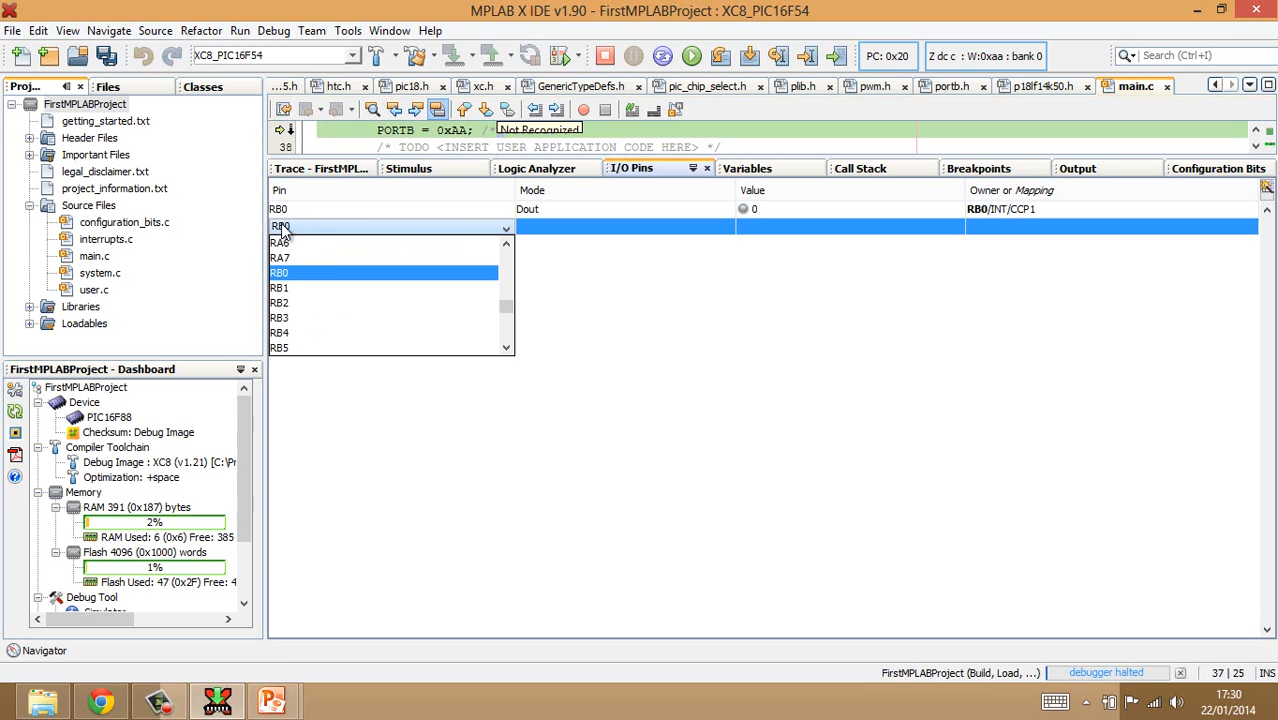 MPLAB X IDE v1.90 - FirstMPLABProject : XC8_PIC16F54
File Edit View Navigate Source Refactor Run Debug Team Tools Window Help
XC8_PIC16F54
PC: 0x20
Z dc c : W:0xaa : bank 0
Search (Ctrl+I)
Proj...
Files
Classes
...5.h htc.h pic18.h xc.h GenericTypeDefs.h pic_chip_select.h plib.h pwm.h portb.h p18lf14k50.h main.c
FirstMPLABProject
getting_started.txt
Header Files
Important Files
legal_disclaimer.txt
project_information.txt
Source Files
configuration_bits.c
interrupts.c
main.c
system.c
user.c
Libraries
Loadables
PORTB = 0xAA; /* Not Recognized
38 /* TODO <INSERT USER APPLICATION CODE HERE> */
Trace - FirstMPL... Stimulus Logic Analyzer I/O Pins Variables Call Stack Breakpoints Output Configuration Bits
Pin Mode Value Owner or Mapping
RB0 Dout 0 RB0/INT/CCP1
RB0
RA6
RA7
RB0
RB1
RB2
RB3
RB4
RB5
FirstMPLABProject - Dashboard
FirstMPLABProject
Device
PIC16F88
Checksum: Debug Image
Compiler Toolchain
Debug Image : XC8 (v1.21) [C:\Pr
Optimization: +space
Memory
RAM 391 (0x187) bytes
2%
RAM Used: 6 (0x6) Free: 385
Flash 4096 (0x1000) words
1%
Flash Used: 47 (0x2F) Free: 4
Debug Tool
Simulator
Navigator
FirstMPLABProject (Build, Load, ...)
debugger halted
37 | 25
INS
17:30
22/01/2014